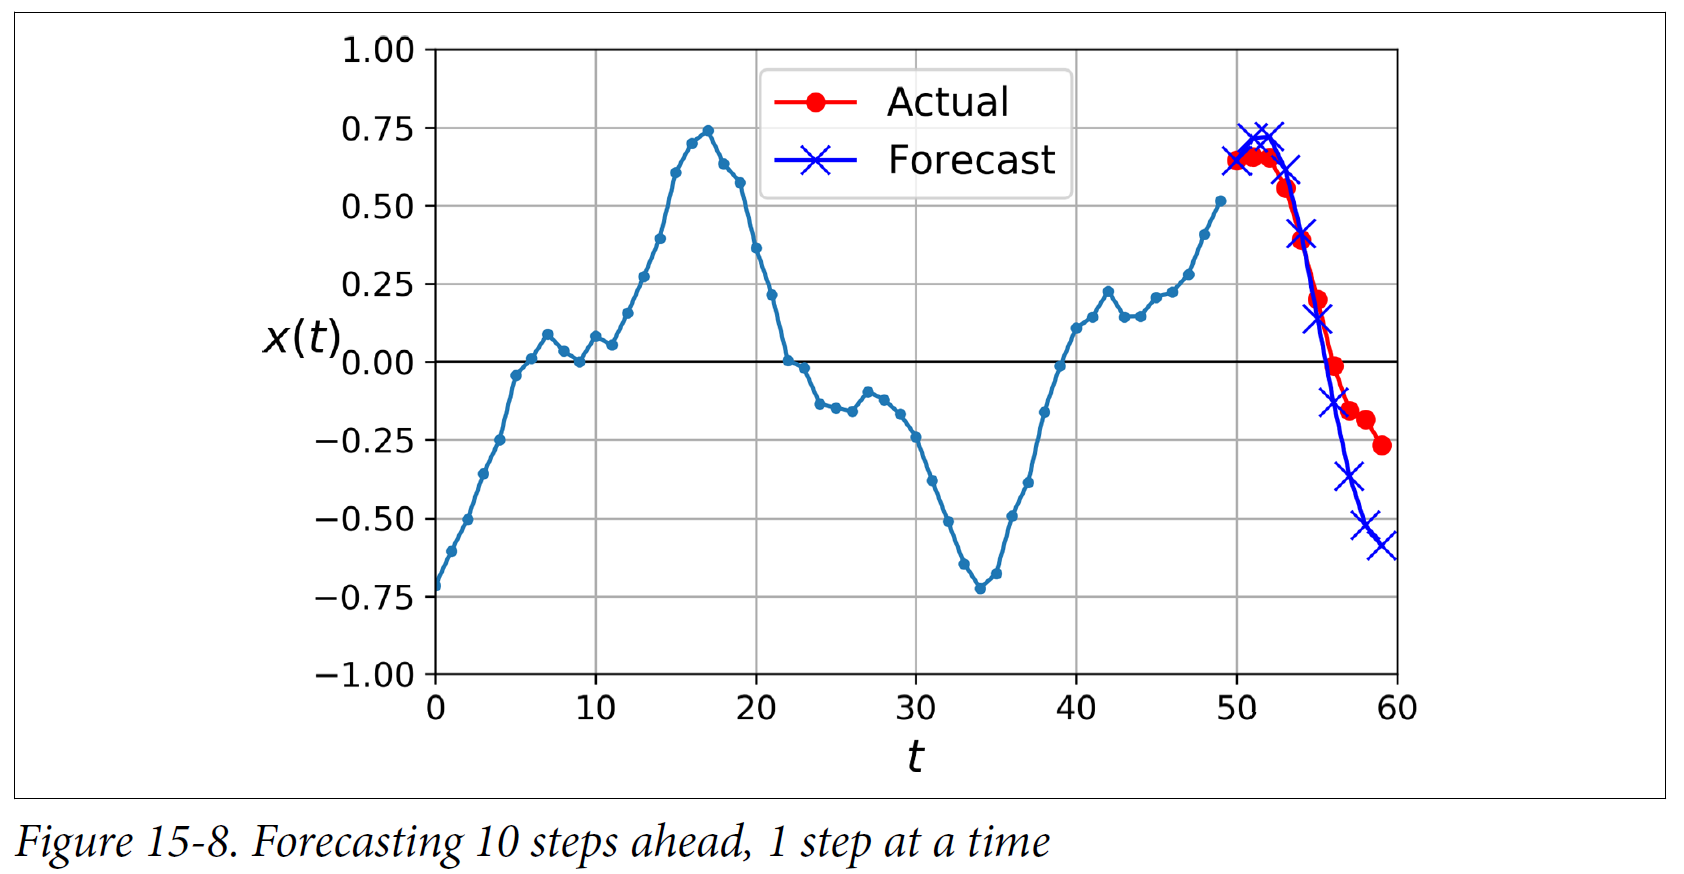 1.00
0.75
0.50
0.25
0.00
−0.25
−0.50
−0.75
−1.00
x(t)
Actual
Forecast
0 10 20 30 40 50 60
t
Figure 15-8. Forecasting 10 steps ahead, 1 step at a time